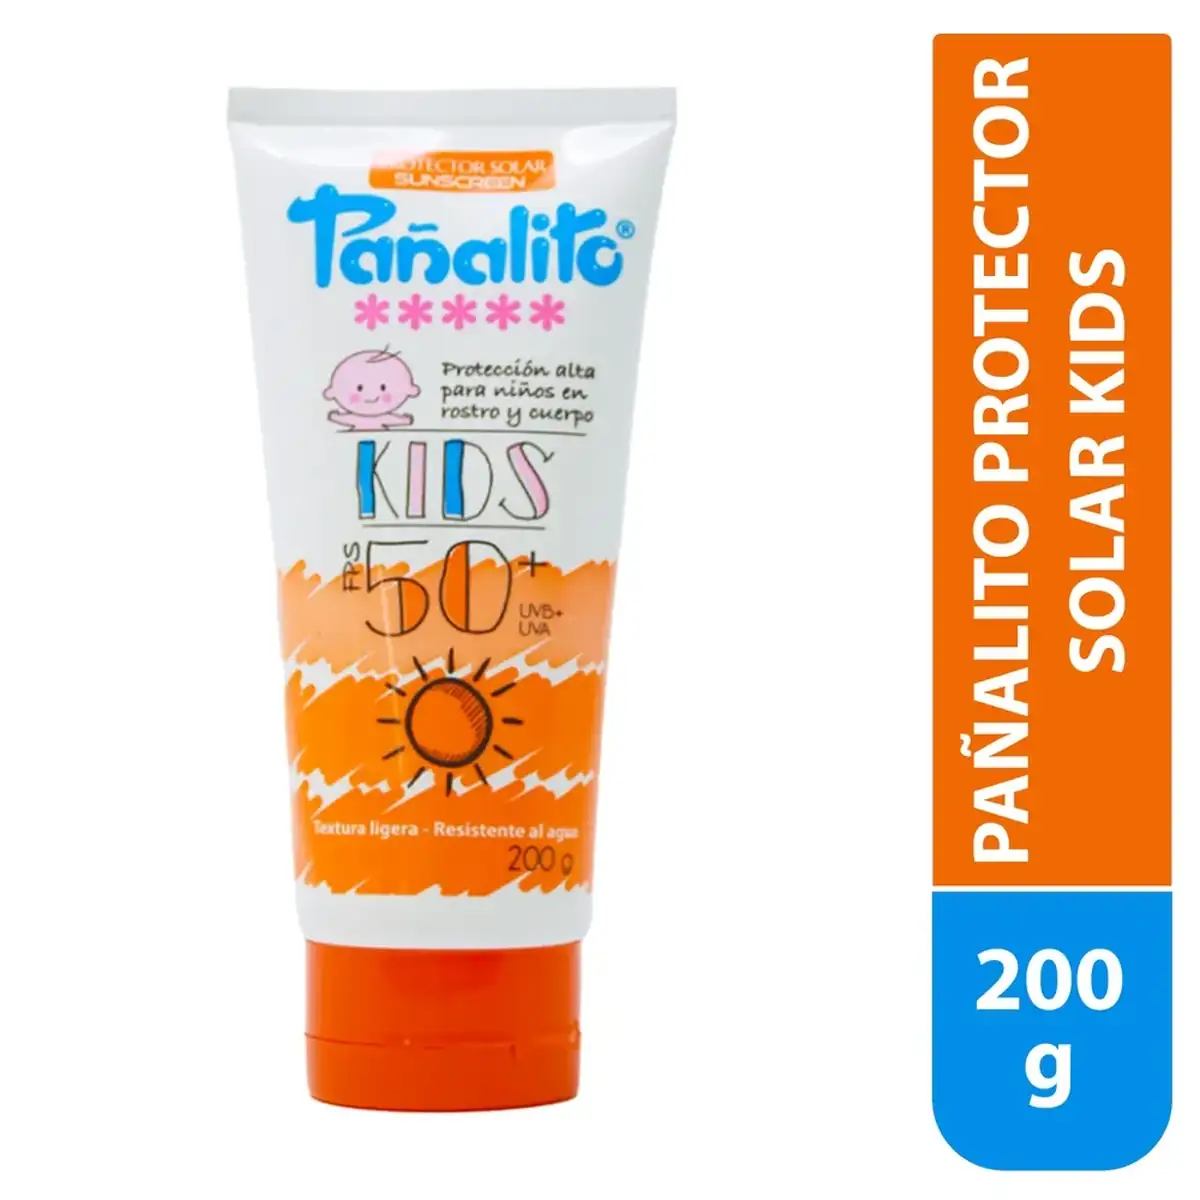 PROTECTOR SOLAR
SUNSCREEN
Pañalito®
*****
Protección alta
para niños en
rostro y cuerpo
KIDS
FPS 50+
UVB+
UVA
Textura ligera - Resistente al agua
200 g
PAÑALITO PROTECTOR
SOLAR KIDS
200
g